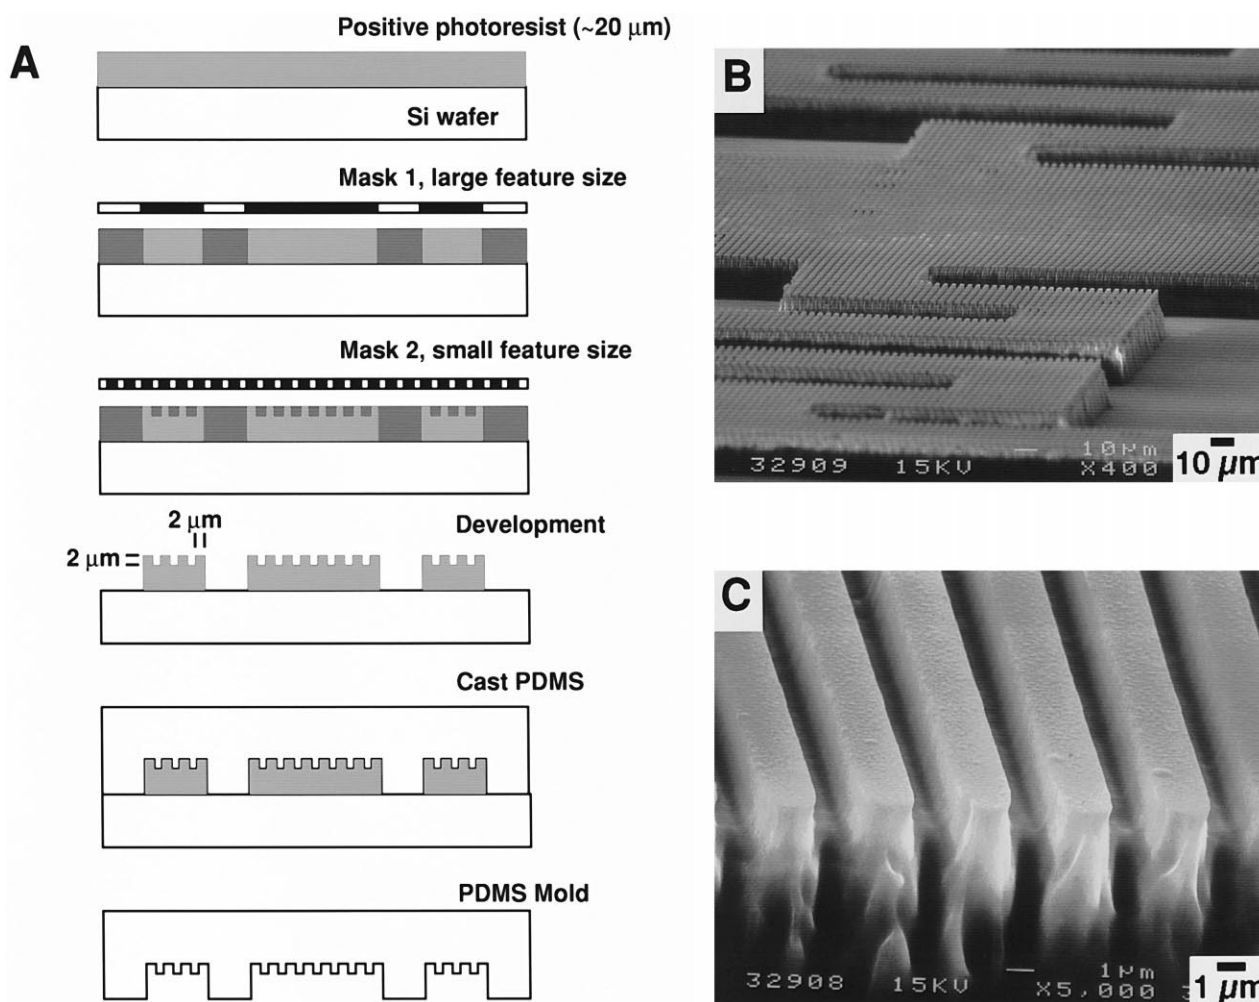 A
Positive photoresist (~20 μm)
Si wafer
Mask 1, large feature size
Mask 2, small feature size
Development
2 μm
2 μm
Cast PDMS
PDMS Mold
B
32909 15KV X400 10μm
10 μm
C
32908 15KV X5,000 1μm
1 μm